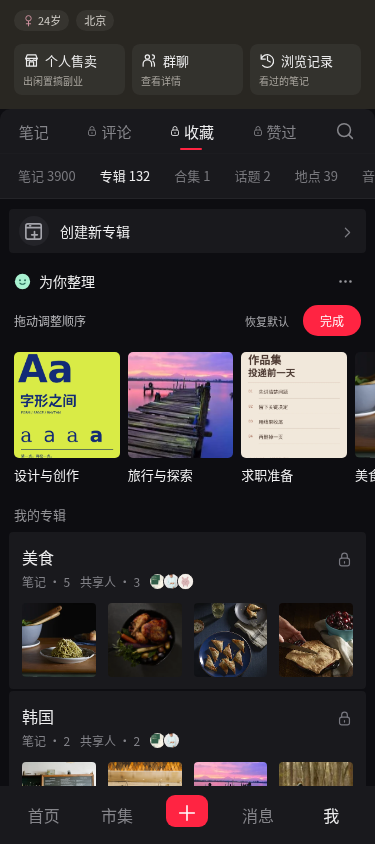 24岁 北京
个人售卖 群聊 浏览记录
出闲置搞副业 查看详情 看过的笔记
笔记 评论 收藏 赞过
笔记 3900 专辑 132 合集 1 话题 2 地点 39 音
创建新专辑
为你整理
拖动调整顺序 恢复默认 完成
Aa
字形之间
a a a a
作品集
投递前一天
设计与创作 旅行与探索 求职准备 美食
我的专辑
美食
笔记 · 5 共享人 · 3
韩国
笔记 · 2 共享人 · 2
首页 市集 消息 我